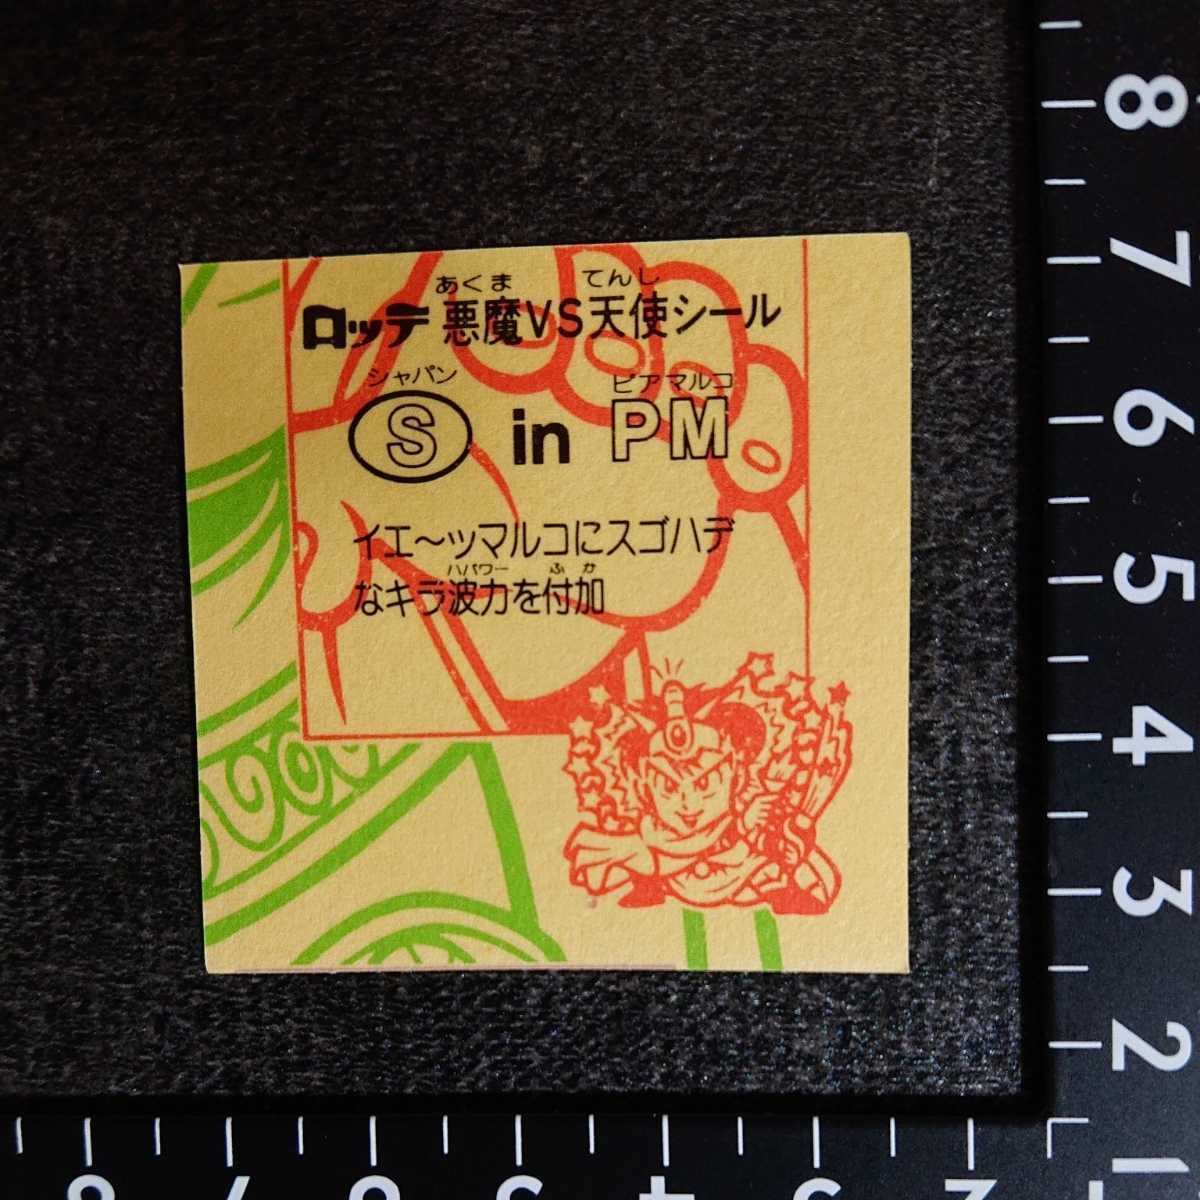 あくま てんし
ロッテ 悪魔VS天使シール
シャパン ピアマルコ
S in PM
イエ〜ッマルコにスゴハデ
ハパワー ふか
なキラ波力を付加
8
7
6
5
4
3
2
1